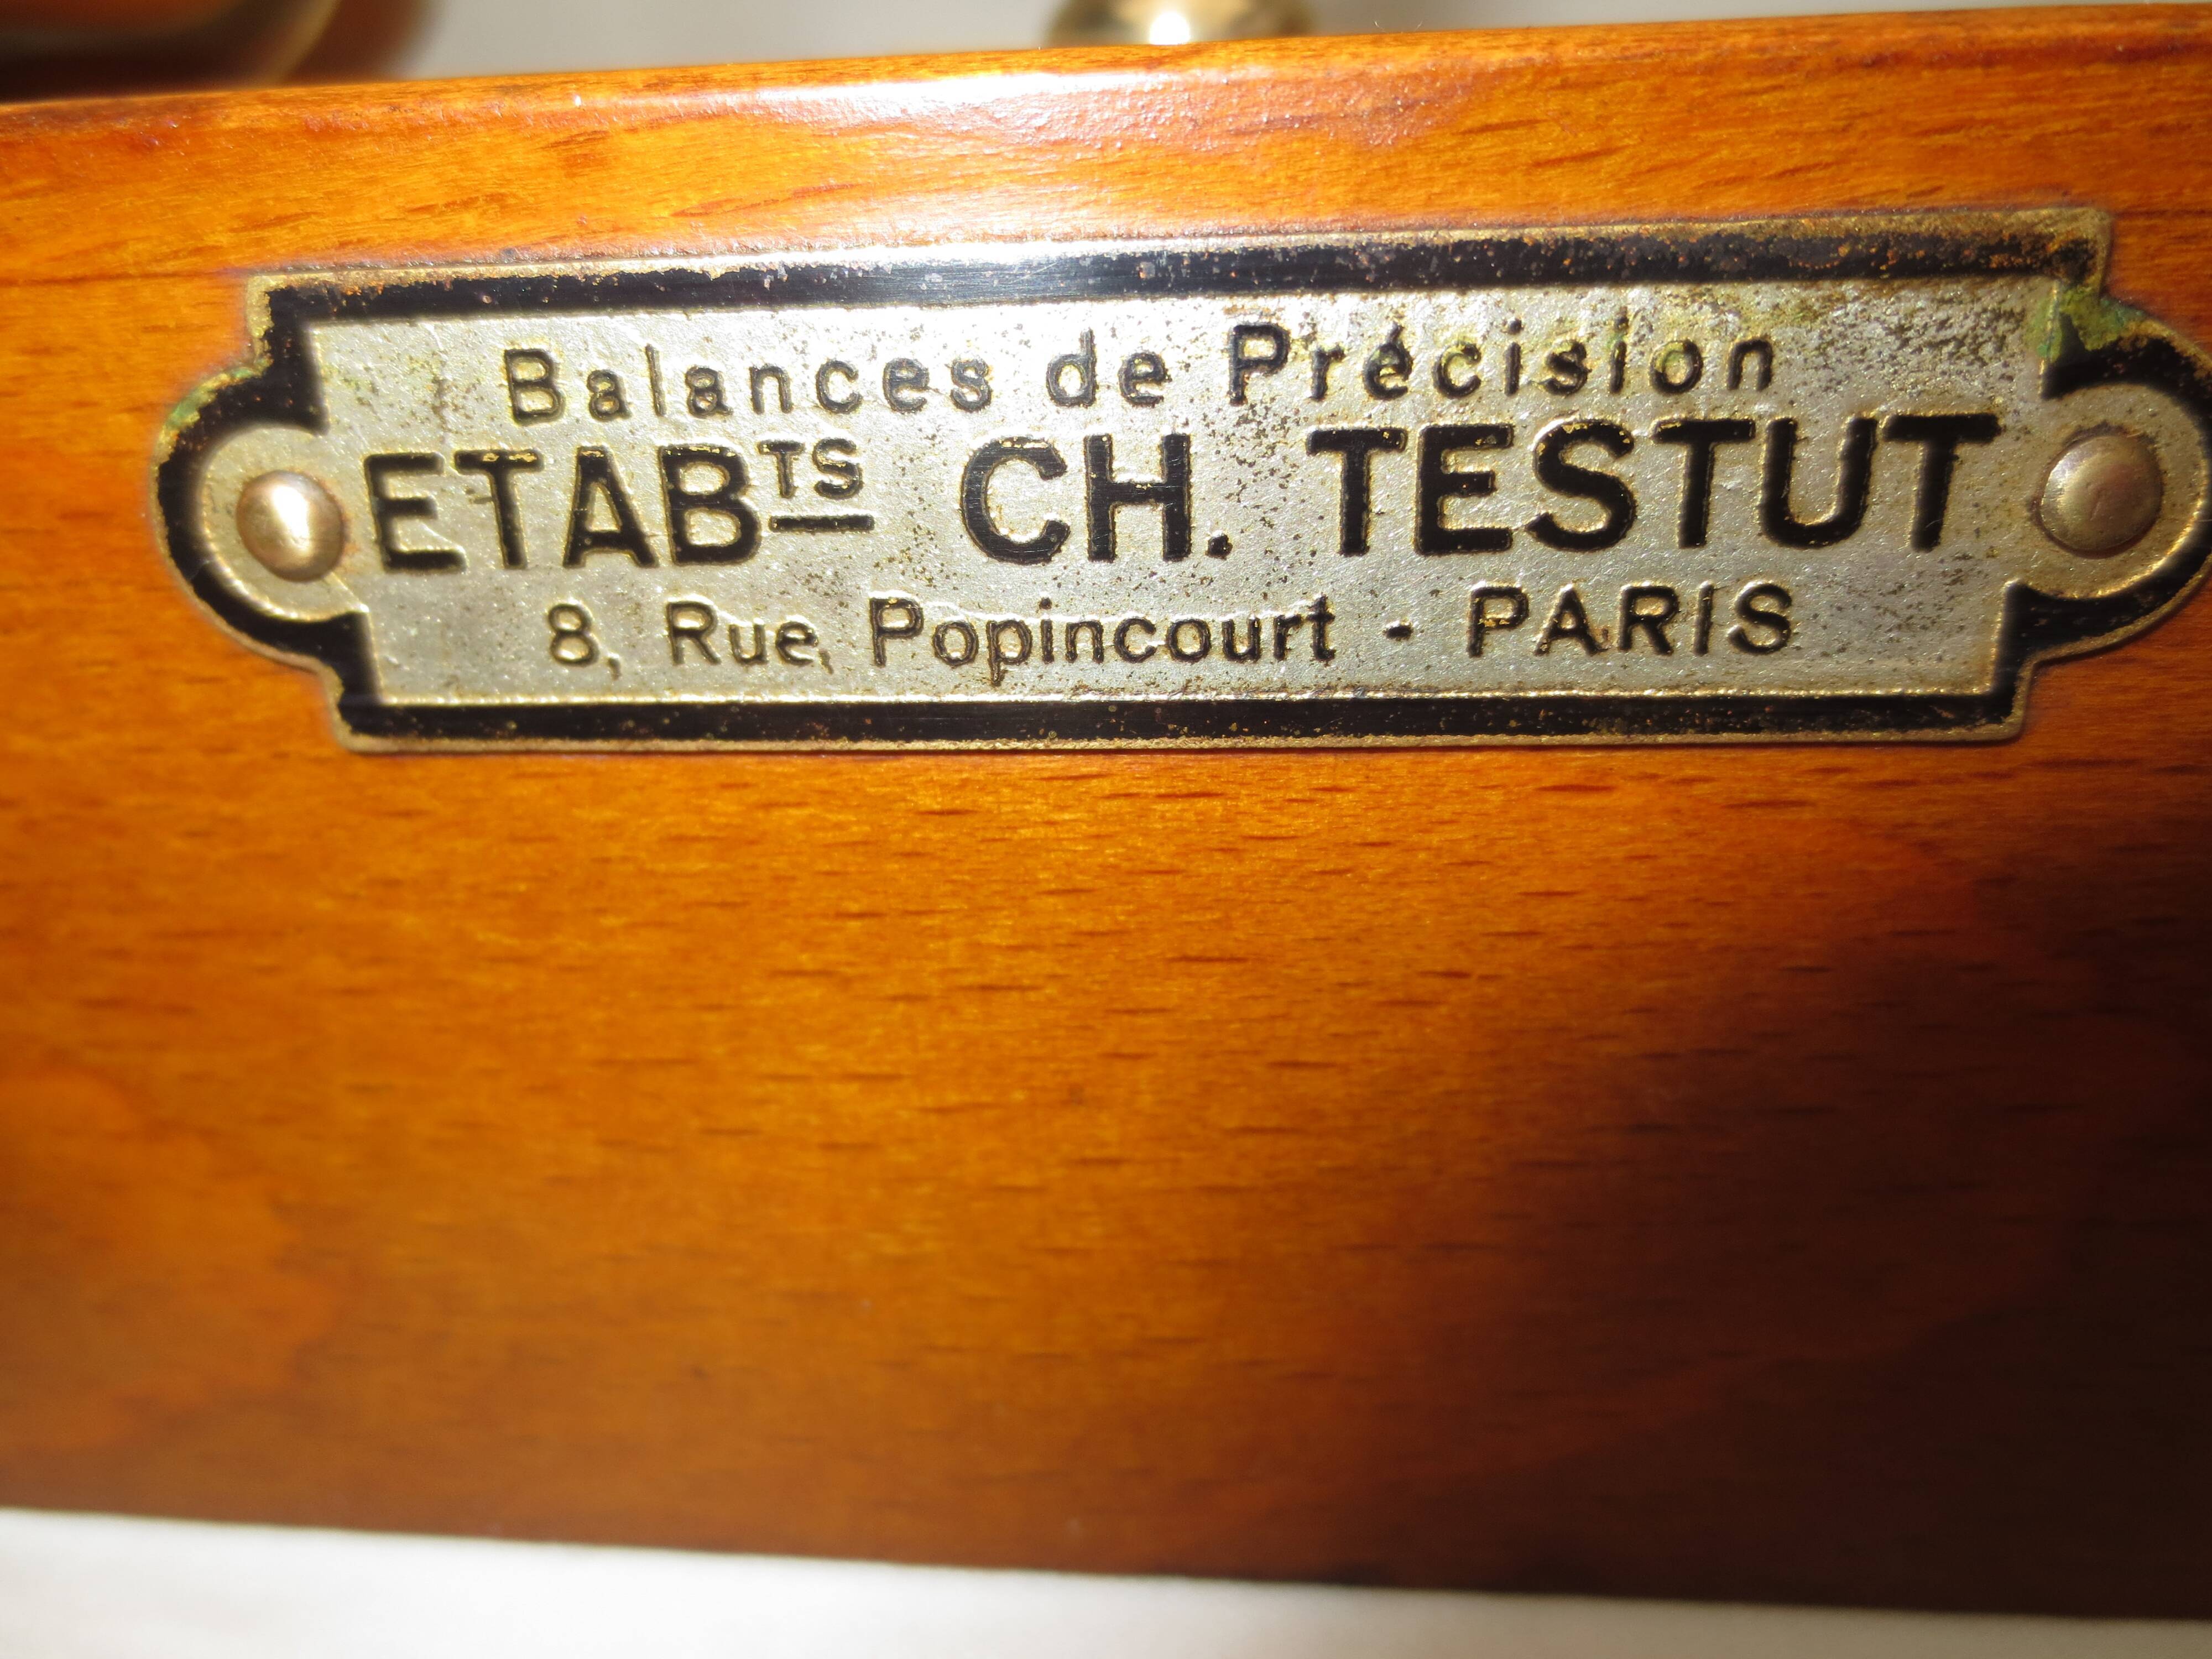 Balances de Précision
ETABTS CH. TESTUT
8, Rue Popincourt - PARIS